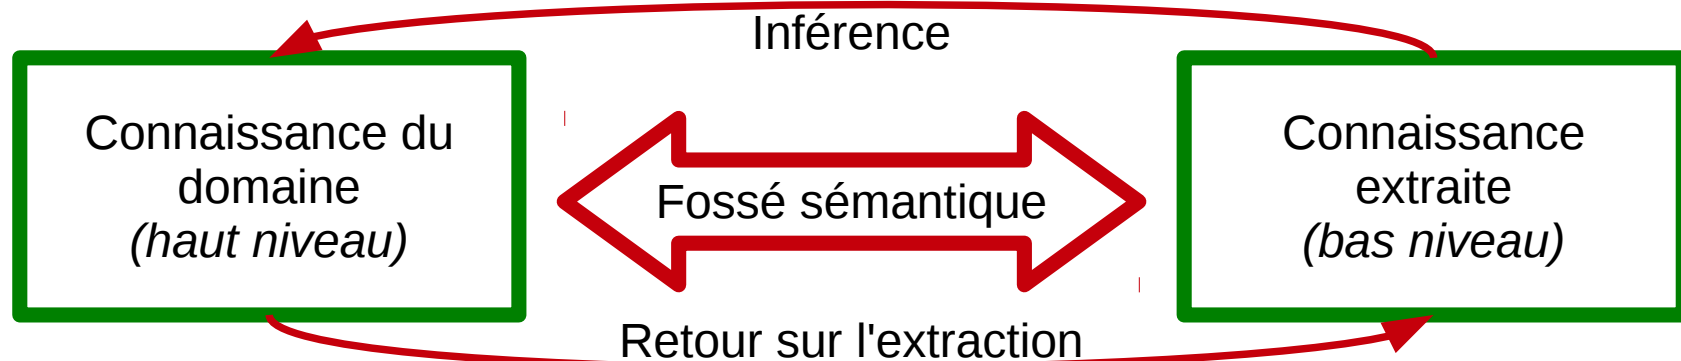 Inférence
Connaissance du
domaine
(haut niveau)
Fossé sémantique
Connaissance
extraite
(bas niveau)
Retour sur l'extraction